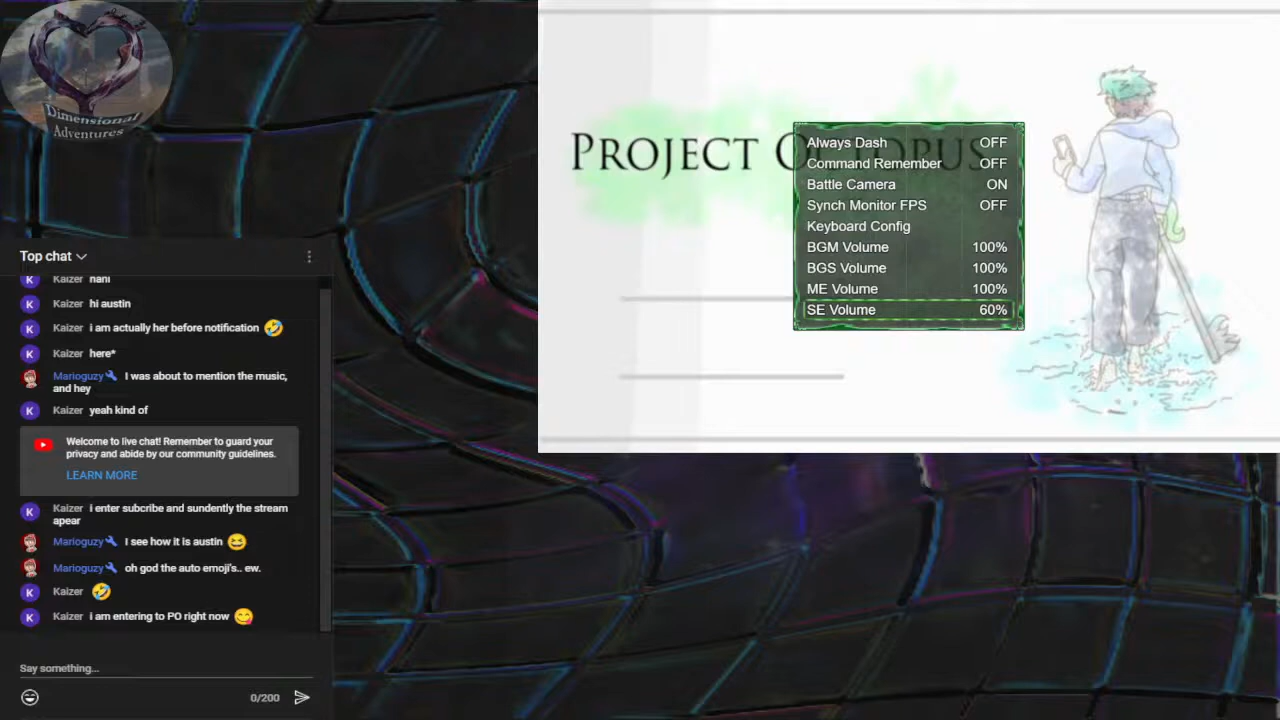 Dimensional
Adventures
PROJECT OCTOPUS
Always Dash OFF
Command Remember OFF
Battle Camera ON
Synch Monitor FPS OFF
Keyboard Config
BGM Volume 100%
BGS Volume 100%
ME Volume 100%
SE Volume 60%
Top chat
K Kaizer nani
K Kaizer hi austin
K Kaizer i am actually her before notification 🤣
K Kaizer here*
Marioguzy I was about to mention the music,
and hey
K Kaizer yeah kind of
Welcome to live chat! Remember to guard your
privacy and abide by our community guidelines.
LEARN MORE
K Kaizer i enter subcribe and sundently the stream
apear
Marioguzy I see how it is austin 😆
Marioguzy oh god the auto emoji's.. ew.
K Kaizer 🤣
K Kaizer i am entering to PO right now 😋
Say something...
0/200